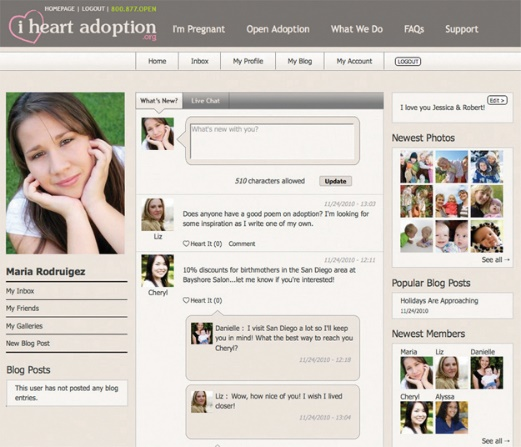 HOMEPAGE | LOGOUT | 800.877.OPEN
i heart adoption
.org
I'm Pregnant
Open Adoption
What We Do
FAQs
Support
Home
Inbox
My Profile
My Blog
My Account
LOGOUT
Maria Rodruigez
My Inbox
My Friends
My Galleries
New Blog Post
Blog Posts
This user has not posted any blog
entries.
What's New?
Live Chat
What's new with you?
510 characters allowed
Update
11/24/2010 - 13:03
Does anyone have a good poem on adoption? I'm looking for
some inspiration as I write one of my own.
Liz
Heart It (0)
Comment
11/24/2010 - 12:11
10% discounts for birthmothers in the San Diego area at
Bayshore Salon...let me know if you're interested!
Cheryl
Heart It (0)
Danielle : I visit San Diego a lot so I'll keep
you in mind! What the best way to reach you
Cheryl?
11/24/2010 - 12:18
Liz : Wow, how nice of you! I wish I lived
closer!
11/24/2010 - 13:04
EDIT >
I love you Jessica & Robert!
Newest Photos
See all →
Popular Blog Posts
Holidays Are Approaching
11/24/2010
Newest Members
Maria
Liz
Danielle
Cheryl
Alyssa
See all →